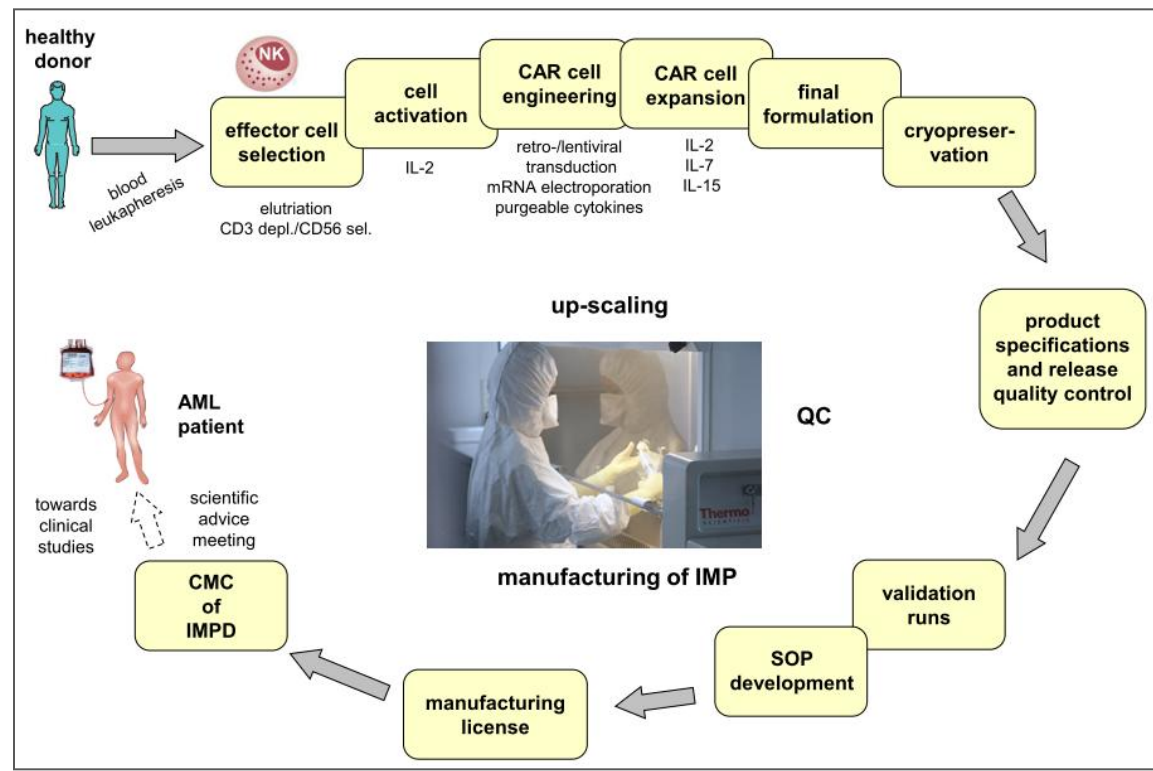 healthy
donor
NK
blood
leukapheresis
effector cell
selection
elutriation
CD3 depl./CD56 sel.
cell
activation
IL-2
CAR cell
engineering
retro-/lentiviral
transduction
mRNA electroporation
purgeable cytokines
CAR cell
expansion
IL-2
IL-7
IL-15
final
formulation
cryopreser-
vation
product
specifications
and release
quality control
up-scaling
QC
Thermo
SCIENTIFIC
manufacturing of IMP
validation
runs
SOP
development
manufacturing
license
CMC
of
IMPD
towards
clinical
studies
scientific
advice
meeting
AML
patient